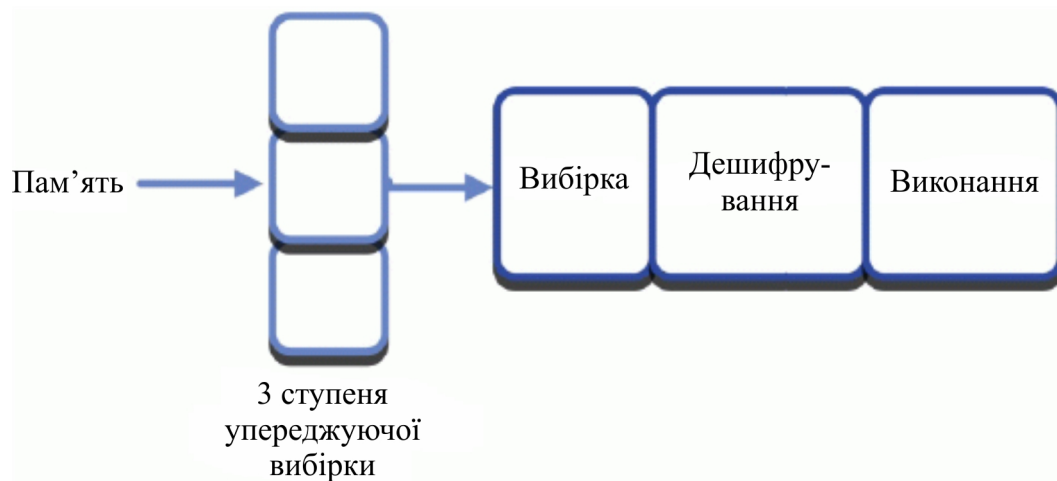 Пам’ять
3 ступеня
упереджуючої
вибірки
Вибірка
Дешифру-
вання
Виконання